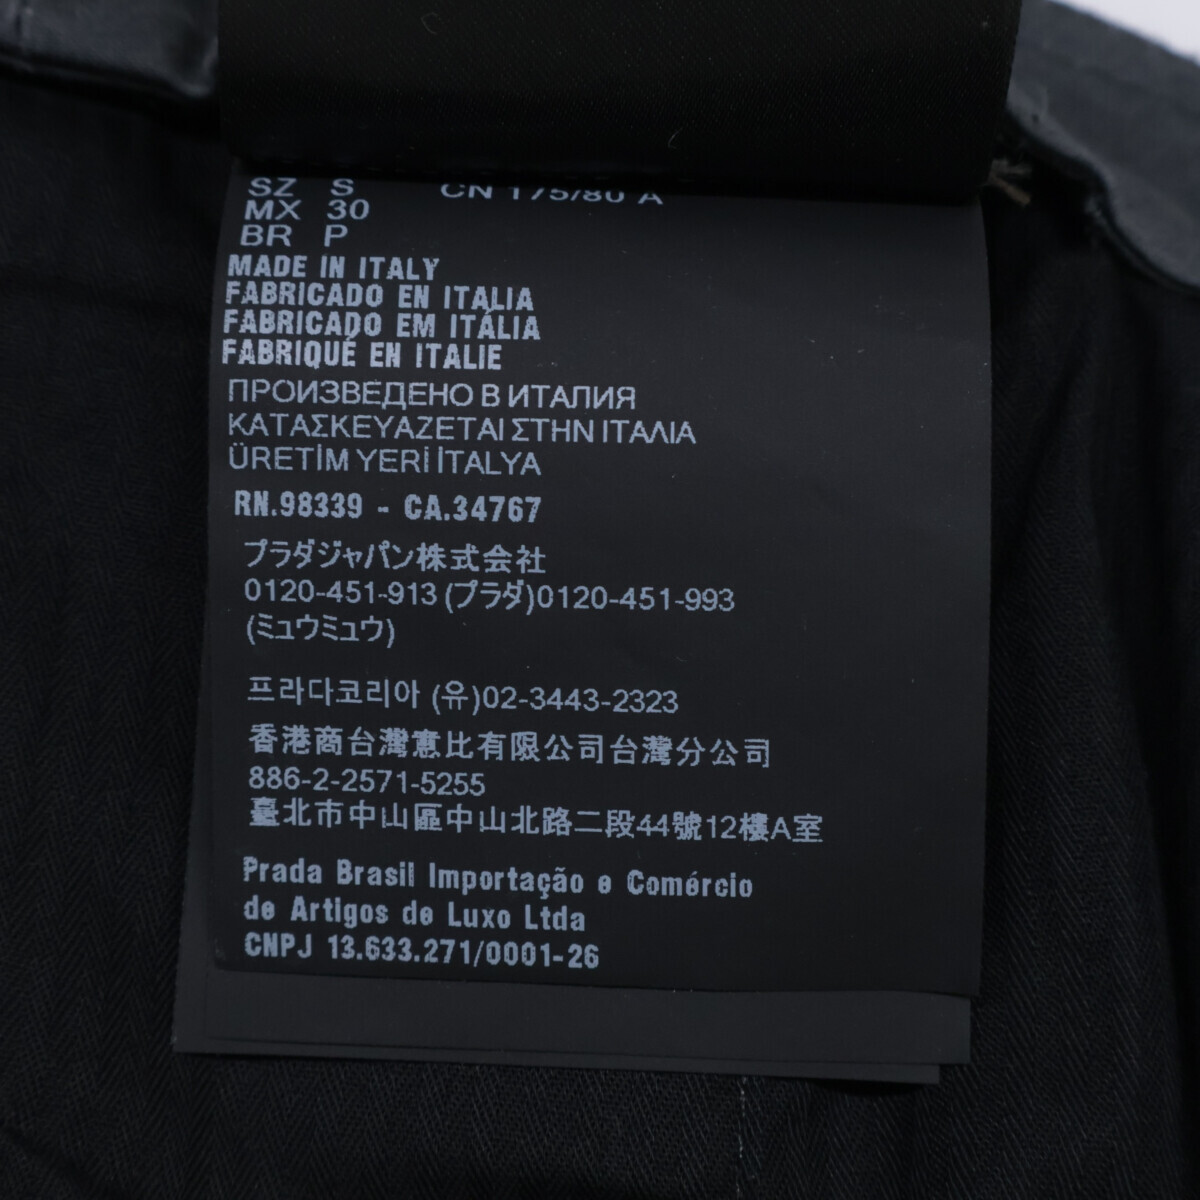 SZ S CN 175/80 A
MX 30
BR P
MADE IN ITALY
FABRICADO EN ITALIA
FABRICADO EM ITÁLIA
FABRIQUÉ EN ITALIE
ПРОИЗВЕДЕНО В ИТАЛИЯ
ΚΑΤΑΣΚΕΥΑΖΕΤΑΙ ΣΤΗΝ ΙΤΑΛΙΑ
ÜRETİM YERİ İTALYA
RN.98339 - CA.34767
プラダジャパン株式会社
0120-451-913 (プラダ)0120-451-993
(ミュウミュウ)
프라다코리아 (유)02-3443-2323
香港商台灣惠比有限公司台灣分公司
886-2-2571-5255
臺北市中山區中山北路二段44號12樓A室
Prada Brasil Importação e Comércio
de Artigos de Luxo Ltda
CNPJ 13.633.271/0001-26